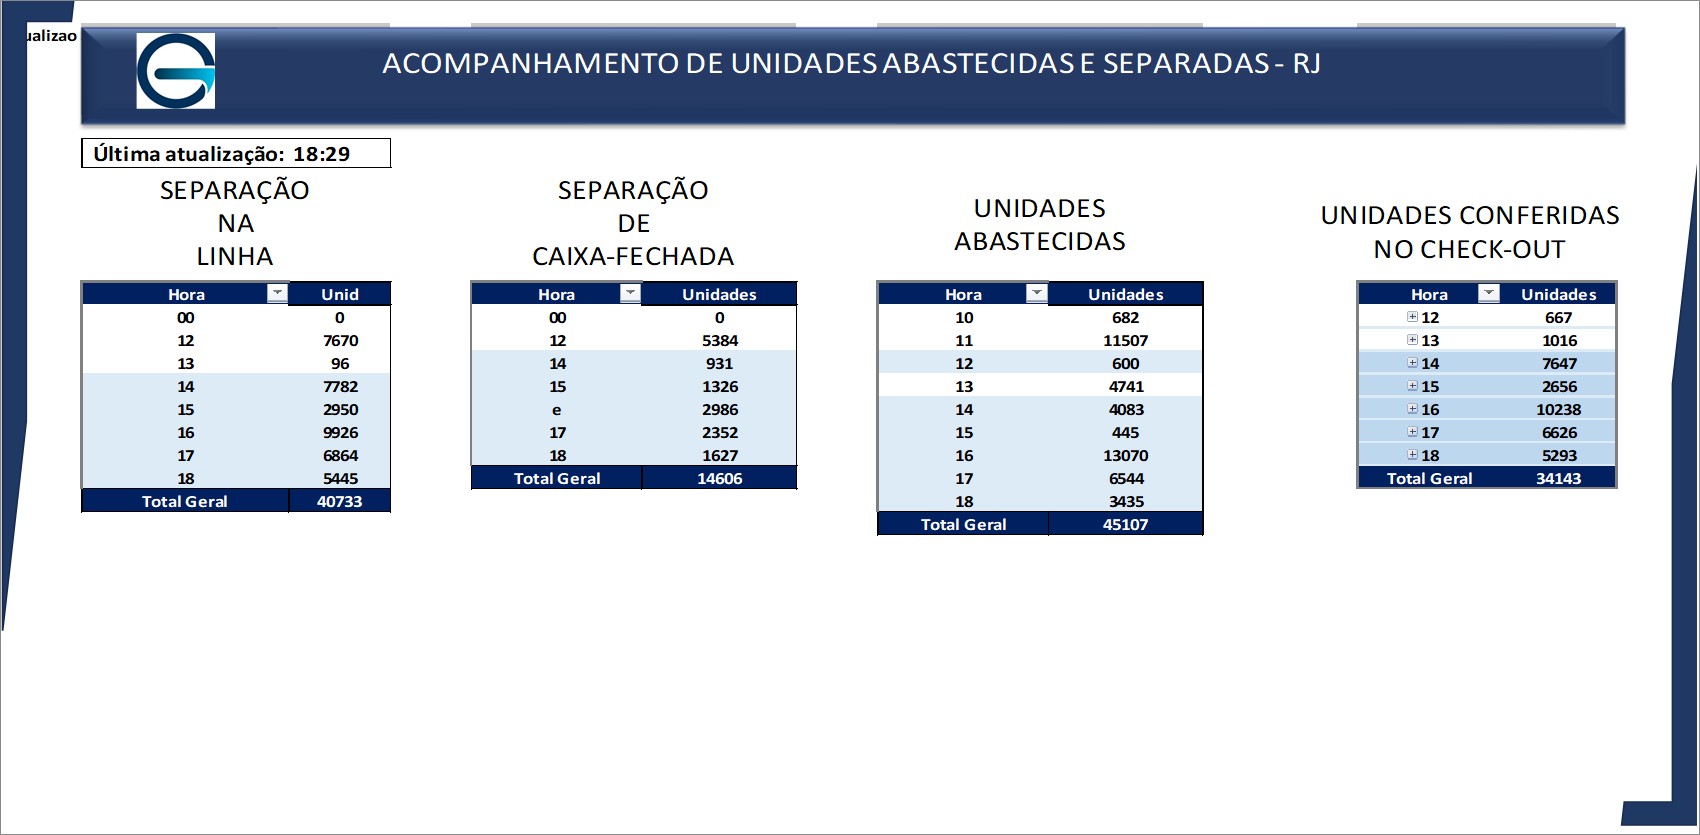 ualizao
ACOMPANHAMENTO DE UNIDADES ABASTECIDAS E SEPARADAS - RJ
Última atualização: 18:29
SEPARAÇÃO
NA
LINHA
Hora Unid
00 0
12 7670
13 96
14 7782
15 2950
16 9926
17 6864
18 5445
Total Geral 40733
SEPARAÇÃO
DE
CAIXA-FECHADA
Hora Unidades
00 0
12 5384
14 931
15 1326
e 2986
17 2352
18 1627
Total Geral 14606
UNIDADES
ABASTECIDAS
Hora Unidades
10 682
11 11507
12 600
13 4741
14 4083
15 445
16 13070
17 6544
18 3435
Total Geral 45107
UNIDADES CONFERIDAS
NO CHECK-OUT
Hora Unidades
12 667
13 1016
14 7647
15 2656
16 10238
17 6626
18 5293
Total Geral 34143